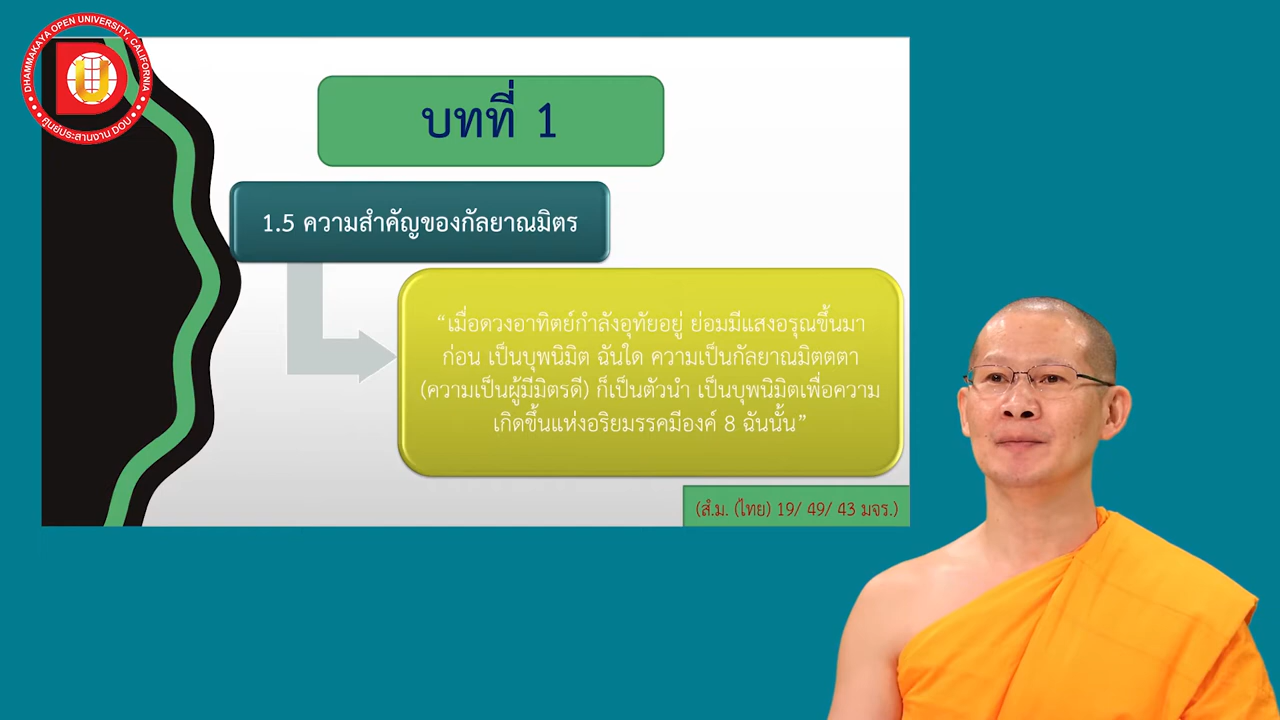 DHAMMAKAYA OPEN UNIVERSITY, CALIFORNIA
DU
ศูนย์ประสานงาน DOU
บทที่ 1
1.5 ความสำคัญของกัลยาณมิตร
“เมื่อดวงอาทิตย์กำลังอุทัยอยู่ ย่อมมีแสงอรุณขึ้นมา
ก่อน เป็นบุพนิมิต ฉันใด ความเป็นกัลยาณมิตตตา
(ความเป็นผู้มีมิตรดี) ก็เป็นตัวนำ เป็นบุพนิมิตเพื่อความ
เกิดขึ้นแห่งอริยมรรคมีองค์ 8 ฉันนั้น”
(สํ.ม. (ไทย) 19/ 49/ 43 มจร.)